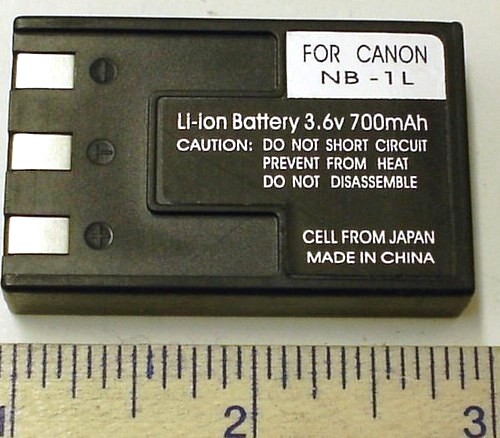 FOR CANON
NB-1L
Li-ion Battery 3.6v 700mAh
CAUTION: DO NOT SHORT CIRCUIT
PREVENT FROM HEAT
DO NOT DISASSEMBLE
CELL FROM JAPAN
MADE IN CHINA
1 2 3